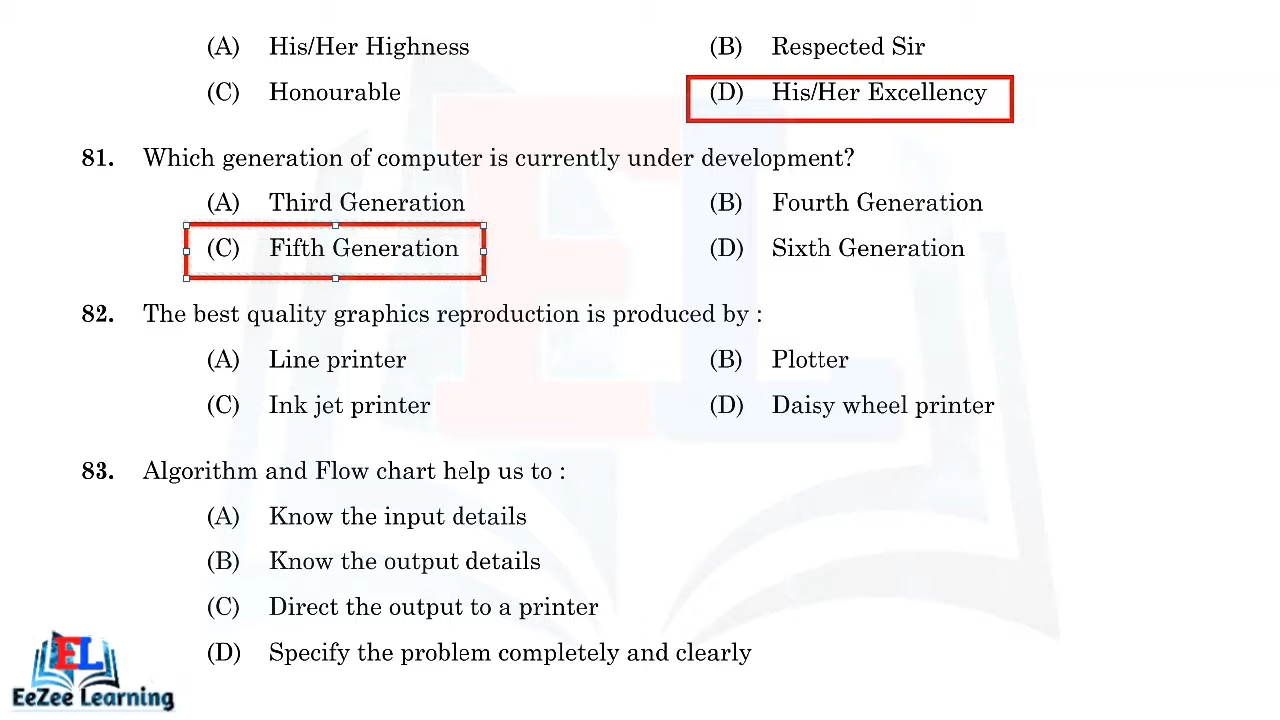 (A) His/Her Highness (B) Respected Sir
(C) Honourable (D) His/Her Excellency
81. Which generation of computer is currently under development?
(A) Third Generation (B) Fourth Generation
(C) Fifth Generation (D) Sixth Generation
82. The best quality graphics reproduction is produced by :
(A) Line printer (B) Plotter
(C) Ink jet printer (D) Daisy wheel printer
83. Algorithm and Flow chart help us to :
(A) Know the input details
(B) Know the output details
(C) Direct the output to a printer
(D) Specify the problem completely and clearly
EL
EeZee Learning